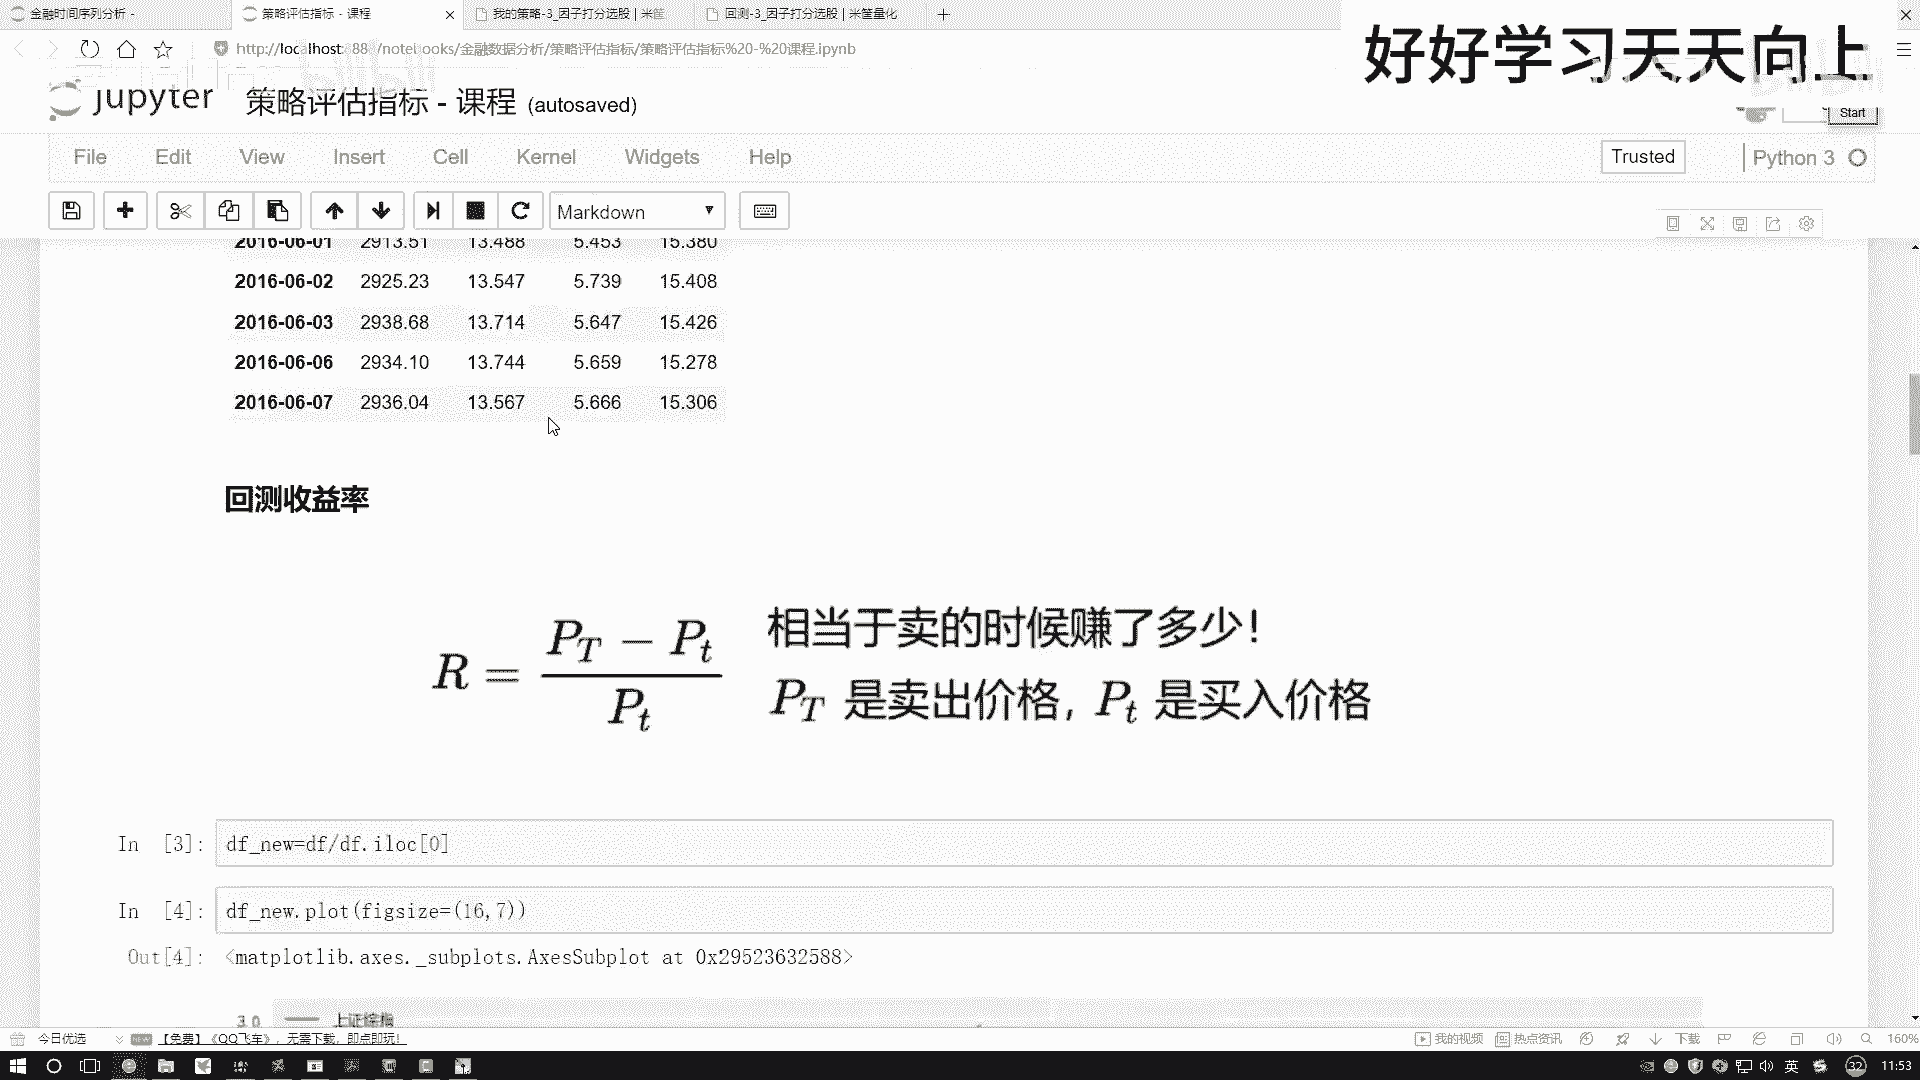 金融时间序列分析 -
策略评估指标 - 课程
我的策略-3_因子打分选股 | 米筐
回测-3_因子打分选股 | 米筐量化
http://localhost:888/notebooks/金融数据分析/策略评估指标/策略评估指标%20-%20课程.ipynb
好好学习天天向上
jupyter 策略评估指标 - 课程 (autosaved)
Start
File Edit View Insert Cell Kernel Widgets Help
Trusted
Python 3
Markdown
2016-06-01 2913.51 13.488 5.453 15.380
2016-06-02 2925.23 13.547 5.739 15.408
2016-06-03 2938.68 13.714 5.647 15.426
2016-06-06 2934.10 13.744 5.659 15.278
2016-06-07 2936.04 13.567 5.666 15.306
回测收益率
R = (P_T − P_t) / P_t
相当于卖的时候赚了多少!
P_T 是卖出价格, P_t 是买入价格
In [3]: df_new=df/df.iloc[0]
In [4]: df_new.plot(figsize=(16,7))
Out[4]: <matplotlib.axes._subplots.AxesSubplot at 0x29523632588>
3.0 上证综指
今日优选
【免费】《QQ飞车》,无需下载,即点即玩!
我的视频
热点资讯
下载
160%
英
32
11:53